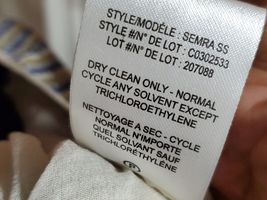 STYLE/MODÈLE : SEMRA SS
STYLE #/N° DE LOT : C0302533
LOT #/N° DE LOT : 207088
DRY CLEAN ONLY - NORMAL
CYCLE ANY SOLVENT EXCEPT
TRICHLOROETHYLENE
NETTOYAGE A SEC - CYCLE
NORMAL N'IMPORTE
QUEL SOLVANT SAUF
TRICHLORÉTHYLÈNE